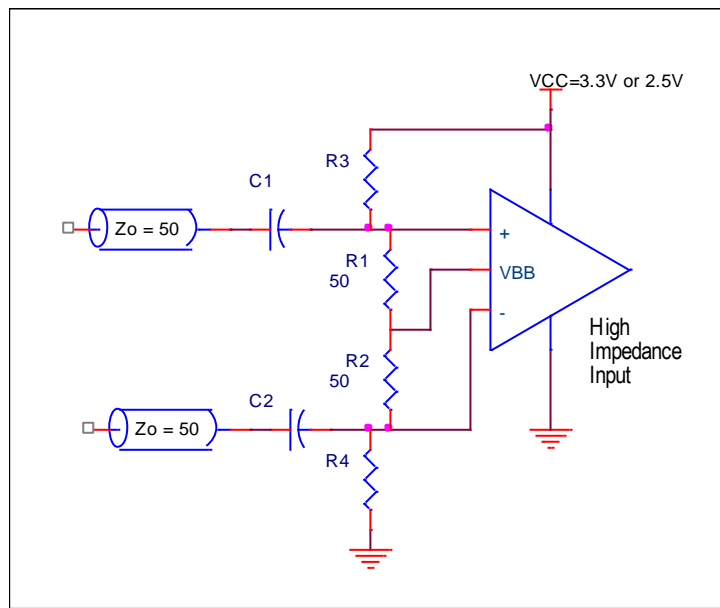 VCC=3.3V or 2.5V
R3
C1
Zo = 50
+
R1
50
VBB
-
High
Impedance
Input
R2
50
C2
Zo = 50
R4